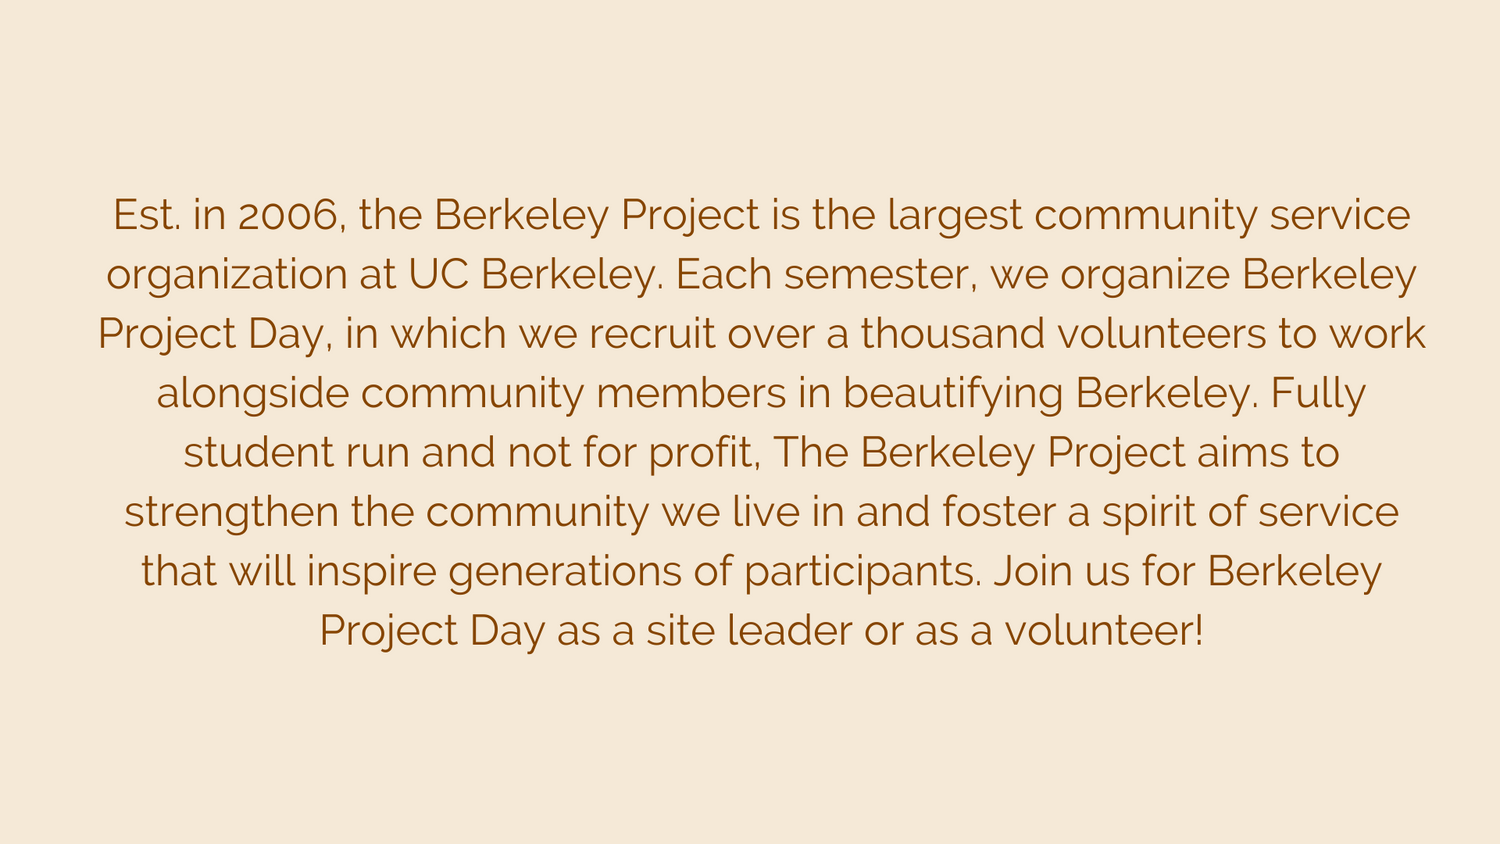 Est. in 2006, the Berkeley Project is the largest community service
organization at UC Berkeley. Each semester, we organize Berkeley
Project Day, in which we recruit over a thousand volunteers to work
alongside community members in beautifying Berkeley. Fully
student run and not for profit, The Berkeley Project aims to
strengthen the community we live in and foster a spirit of service
that will inspire generations of participants. Join us for Berkeley
Project Day as a site leader or as a volunteer!